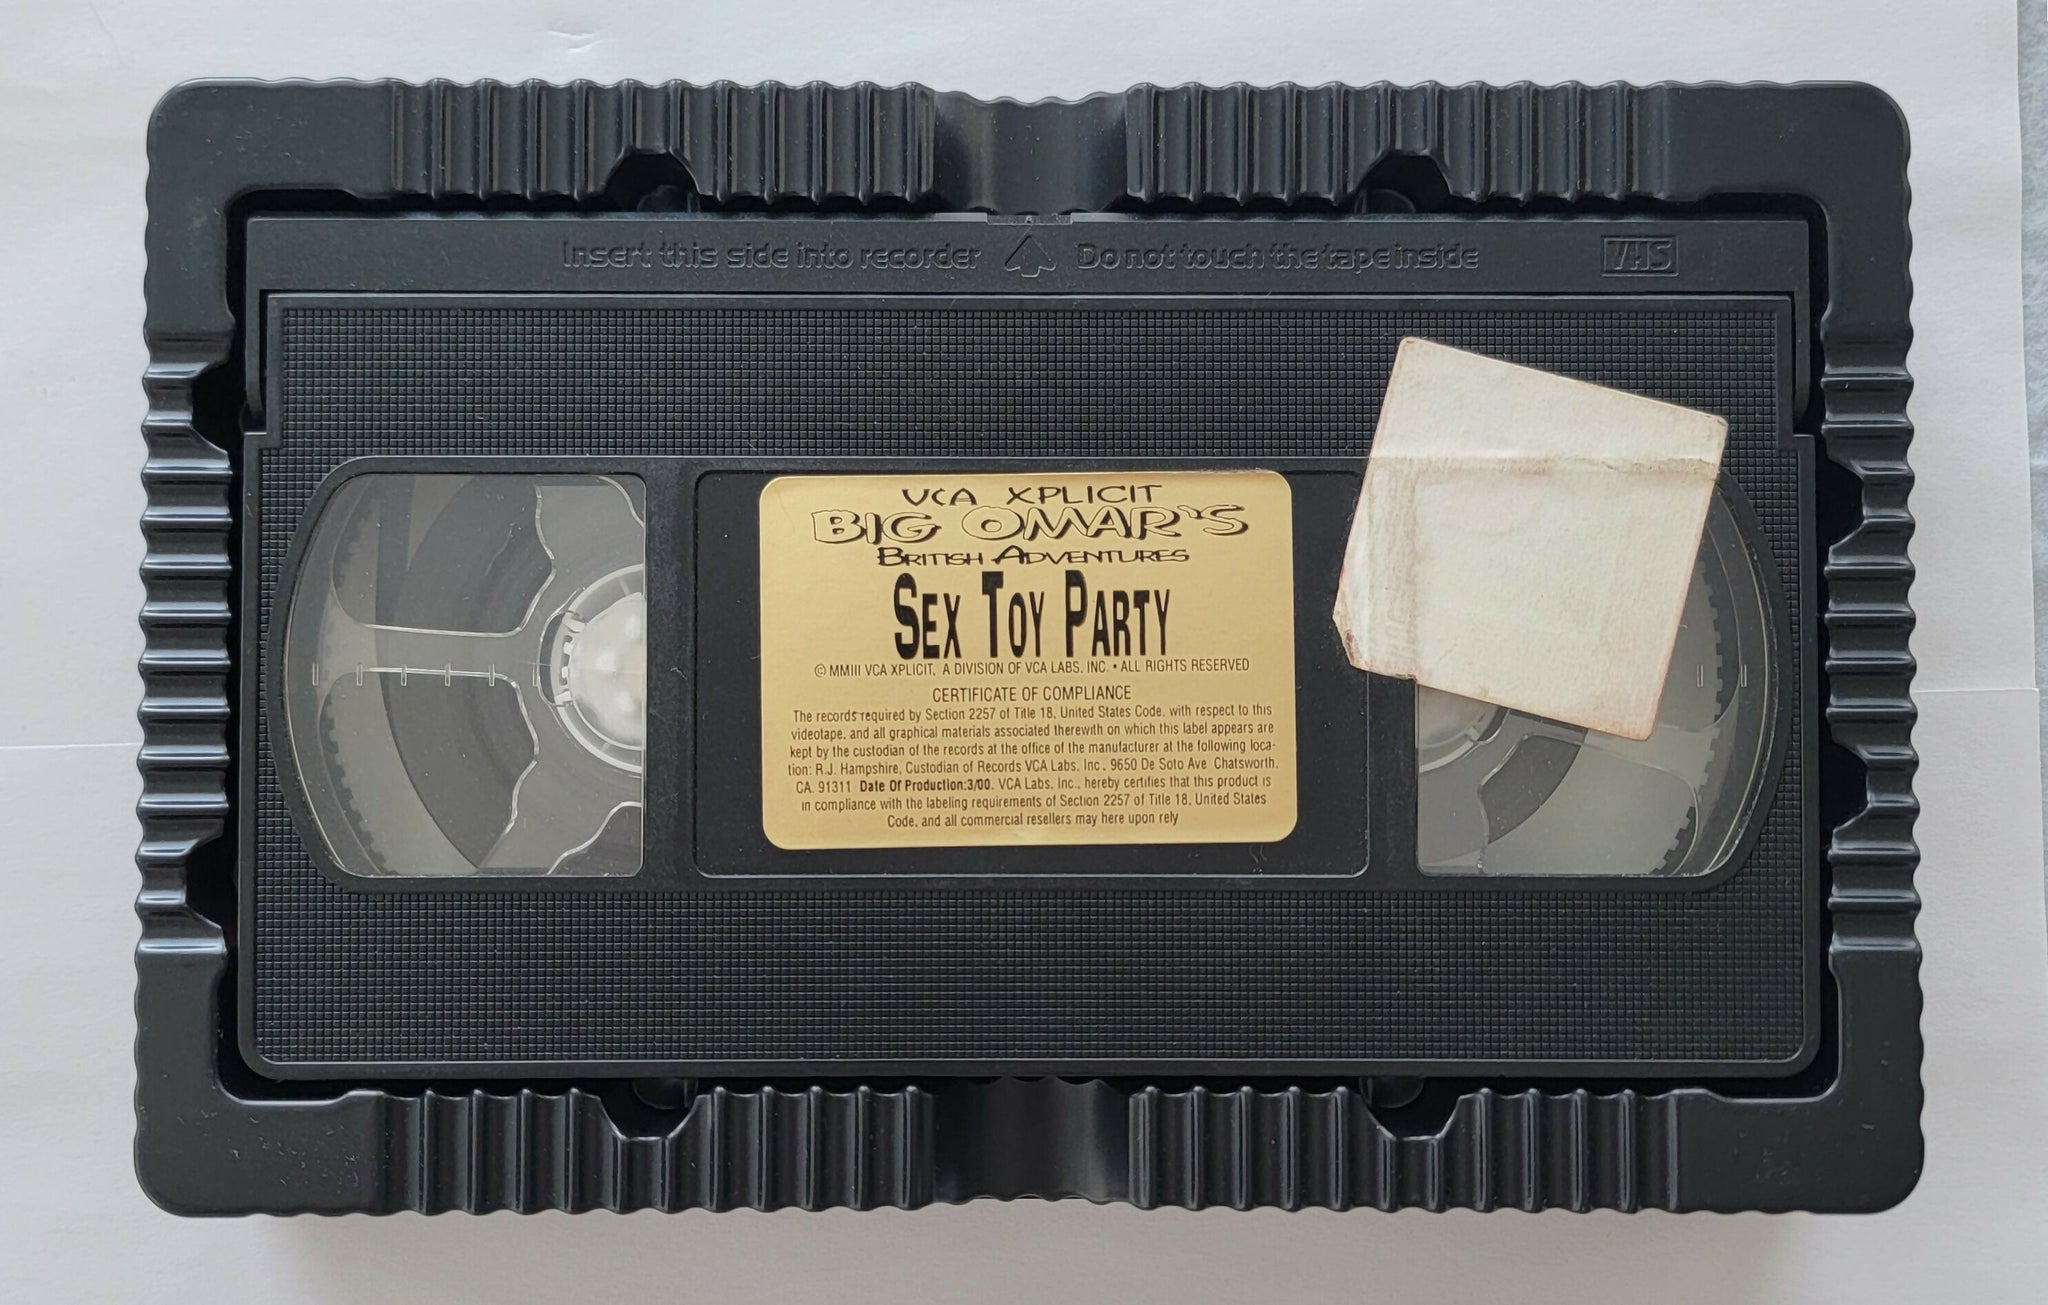 Insert this side into recorder Do not touch the tape inside VHS
VCA XPLICIT
BIG OMAR'S
BRITISH ADVENTURES
SEX TOY PARTY
© MMIII VCA XPLICIT, A DIVISION OF VCA LABS, INC. • ALL RIGHTS RESERVED
CERTIFICATE OF COMPLIANCE
The records required by Section 2257 of Title 18, United States Code, with respect to this
videotape, and all graphical materials associated therewith on which this label appears are
kept by the custodian of the records at the office of the manufacturer at the following loca-
tion: R.J. Hampshire, Custodian of Records VCA Labs, Inc., 9650 De Soto Ave Chatsworth,
CA. 91311 Date Of Production:3/00. VCA Labs, Inc., hereby certifies that this product is
in compliance with the labeling requirements of Section 2257 of Title 18, United States
Code, and all commercial resellers may here upon rely